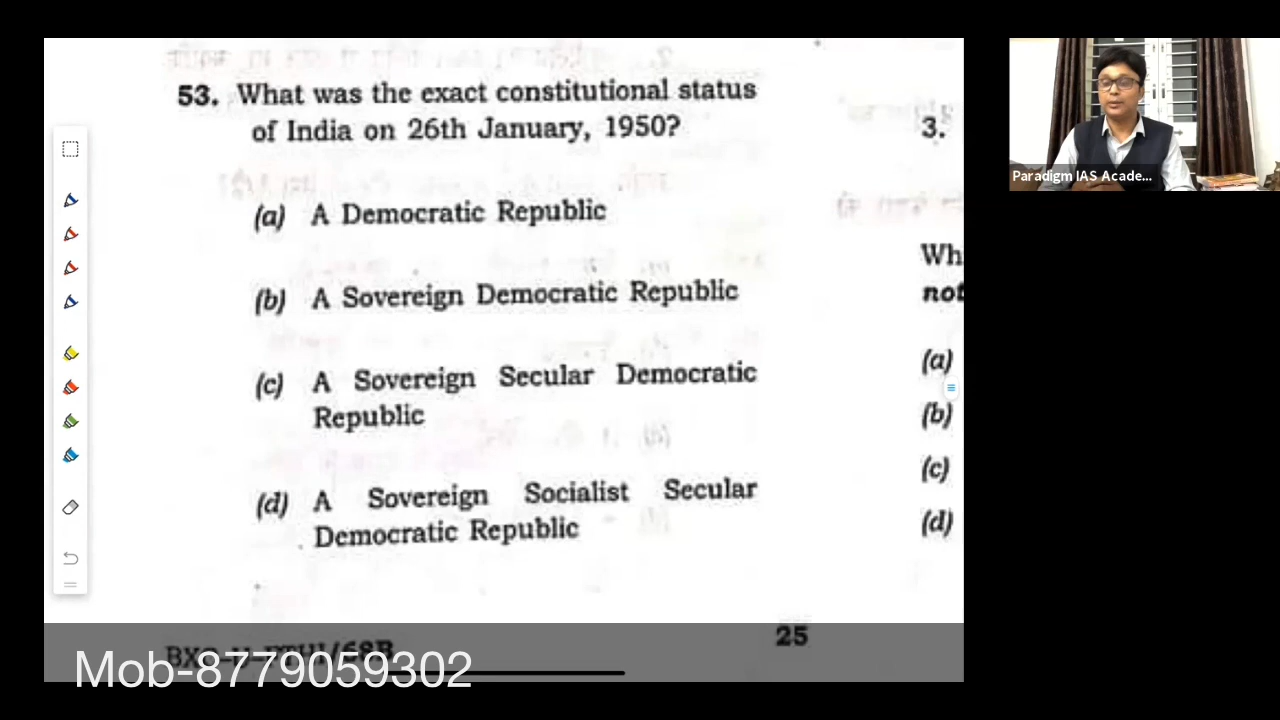 53. What was the exact constitutional status
of India on 26th January, 1950?
(a) A Democratic Republic
(b) A Sovereign Democratic Republic
(c) A Sovereign Secular Democratic
Republic
(d) A Sovereign Socialist Secular
. Democratic Republic
25
3.
Wh
not
(a)
(b)
(c)
(d)
Mob-8779059302
Paradigm IAS Acade...